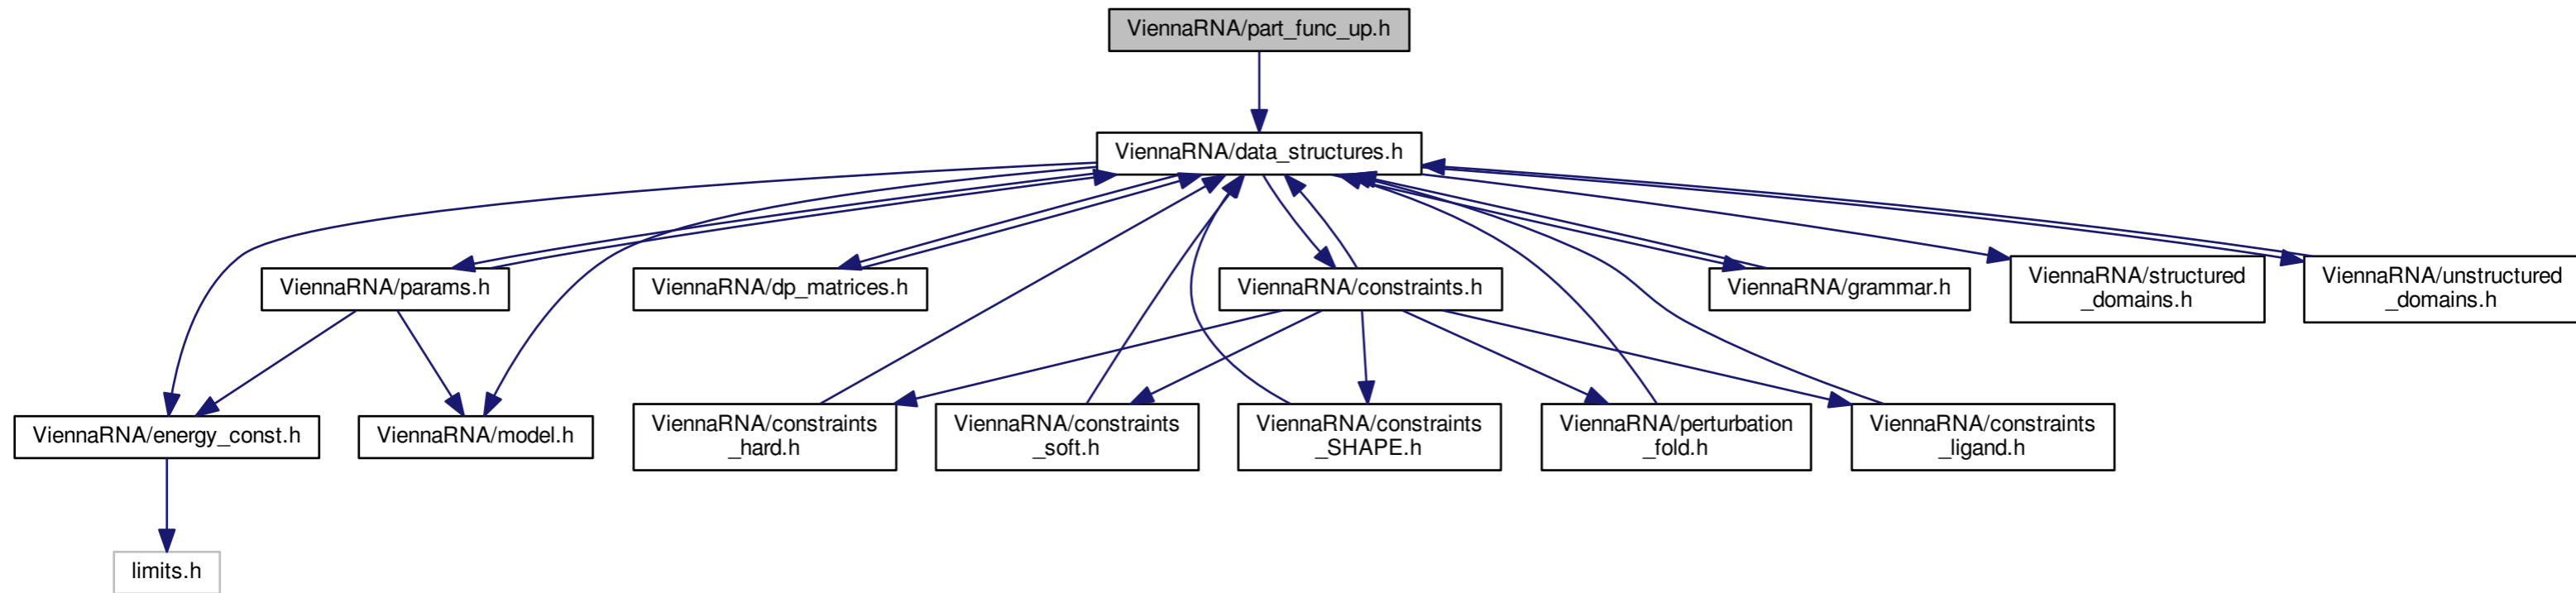 ViennaRNA/part_func_up.h
ViennaRNA/data_structures.h
ViennaRNA/params.h
ViennaRNA/dp_matrices.h
ViennaRNA/constraints.h
ViennaRNA/grammar.h
ViennaRNA/structured
_domains.h
ViennaRNA/unstructured
_domains.h
ViennaRNA/energy_const.h
ViennaRNA/model.h
ViennaRNA/constraints
_hard.h
ViennaRNA/constraints
_soft.h
ViennaRNA/constraints
_SHAPE.h
ViennaRNA/perturbation
_fold.h
ViennaRNA/constraints
_ligand.h
limits.h